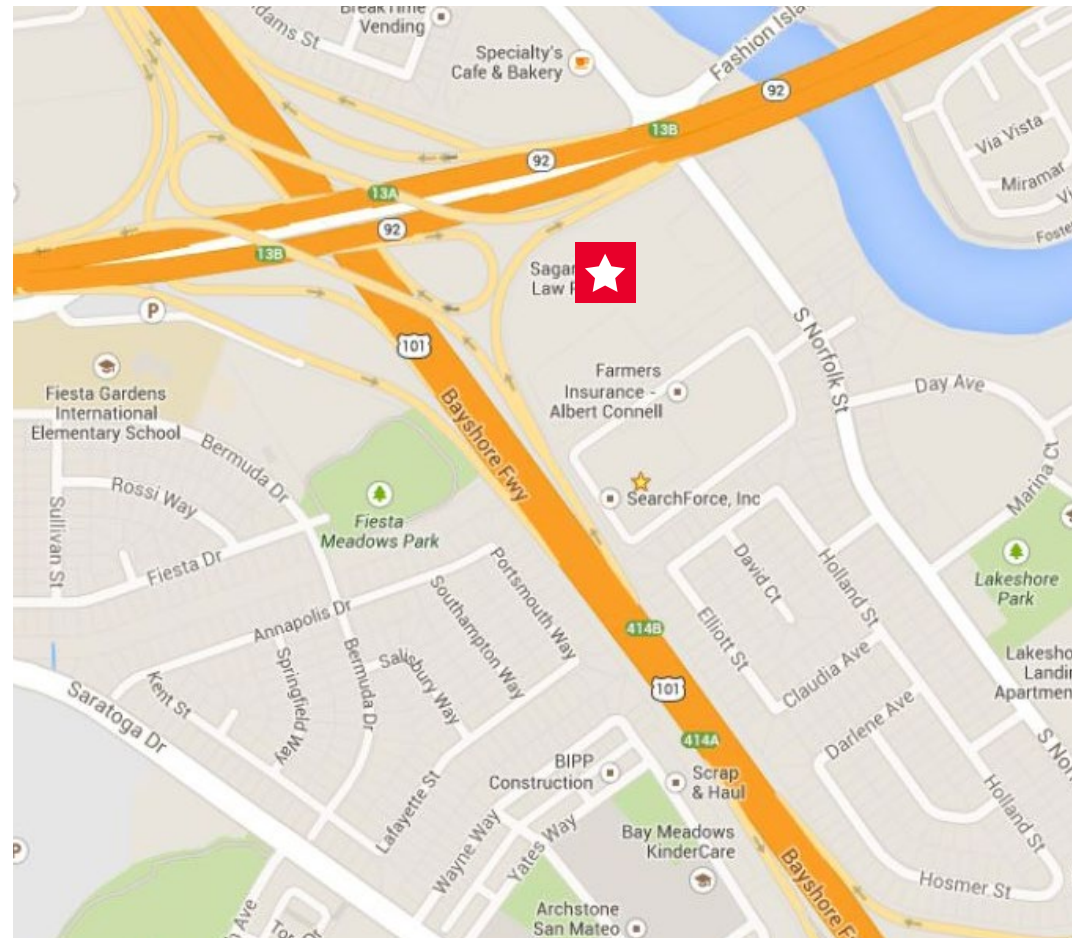 BreakTime
Vending
Adams St
Specialty's
Cafe & Bakery
Fashion Isla
92
13B
Via Vista
92
Miramar
13A
Vi
92
Foste
13B
Sagar
Law
P
101
S Norfolk St
Fiesta Gardens
International
Elementary School
Farmers
Insurance -
Albert Connell
Day Ave
Bayshore Fwy
Bermuda Dr
Marina Ct
Rossi Way
SearchForce, Inc
Sullivan St
Fiesta
Meadows Park
Fiesta Dr
Portsmouth Way
David Ct
Holland St
Lakeshore
Park
Southampton Way
Annapolis Dr
414B
Elliott St
Bermuda Dr
Springfield Way
Salisbury Way
Claudia Ave
Lakesho
Landin
Apartmen
Kent St
101
Saratoga Dr
Darlene Ave
414A
S Nor
BIPP
Construction
Scrap
& Haul
Lafayette St
Holland St
Wayne Way
Yates Way
Bay Meadows
KinderCare
P
Bayshore F
Hosmer St
Archstone
San Mateo
Ave